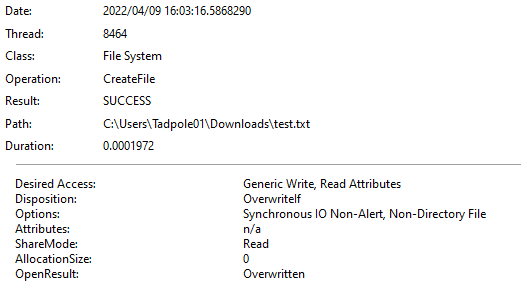 Date: 2022/04/09 16:03:16.5868290
Thread: 8464
Class: File System
Operation: CreateFile
Result: SUCCESS
Path: C:\Users\Tadpole01\Downloads\test.txt
Duration: 0.0001972
Desired Access: Generic Write, Read Attributes
Disposition: OverwriteIf
Options: Synchronous IO Non-Alert, Non-Directory File
Attributes: n/a
ShareMode: Read
AllocationSize: 0
OpenResult: Overwritten